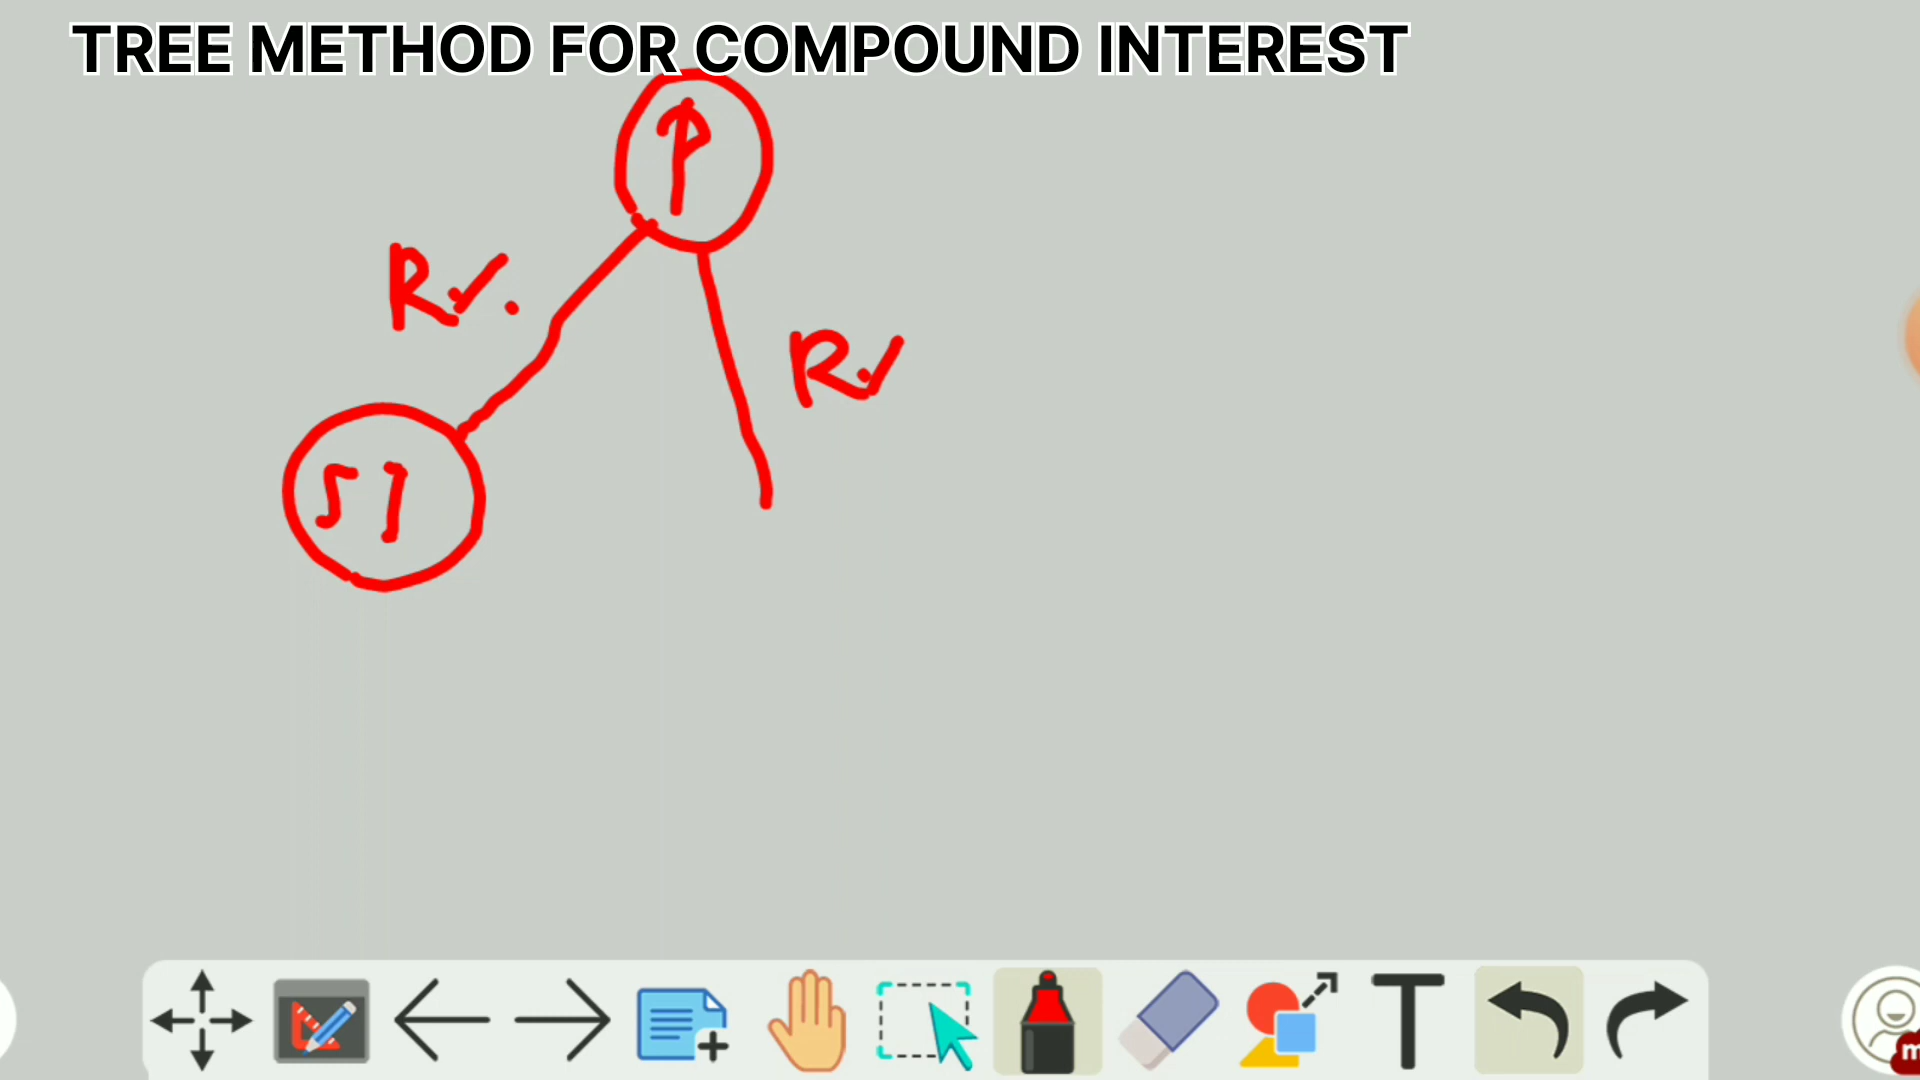 TREE METHOD FOR COMPOUND INTEREST
P
R%.
R%
SI
T
m